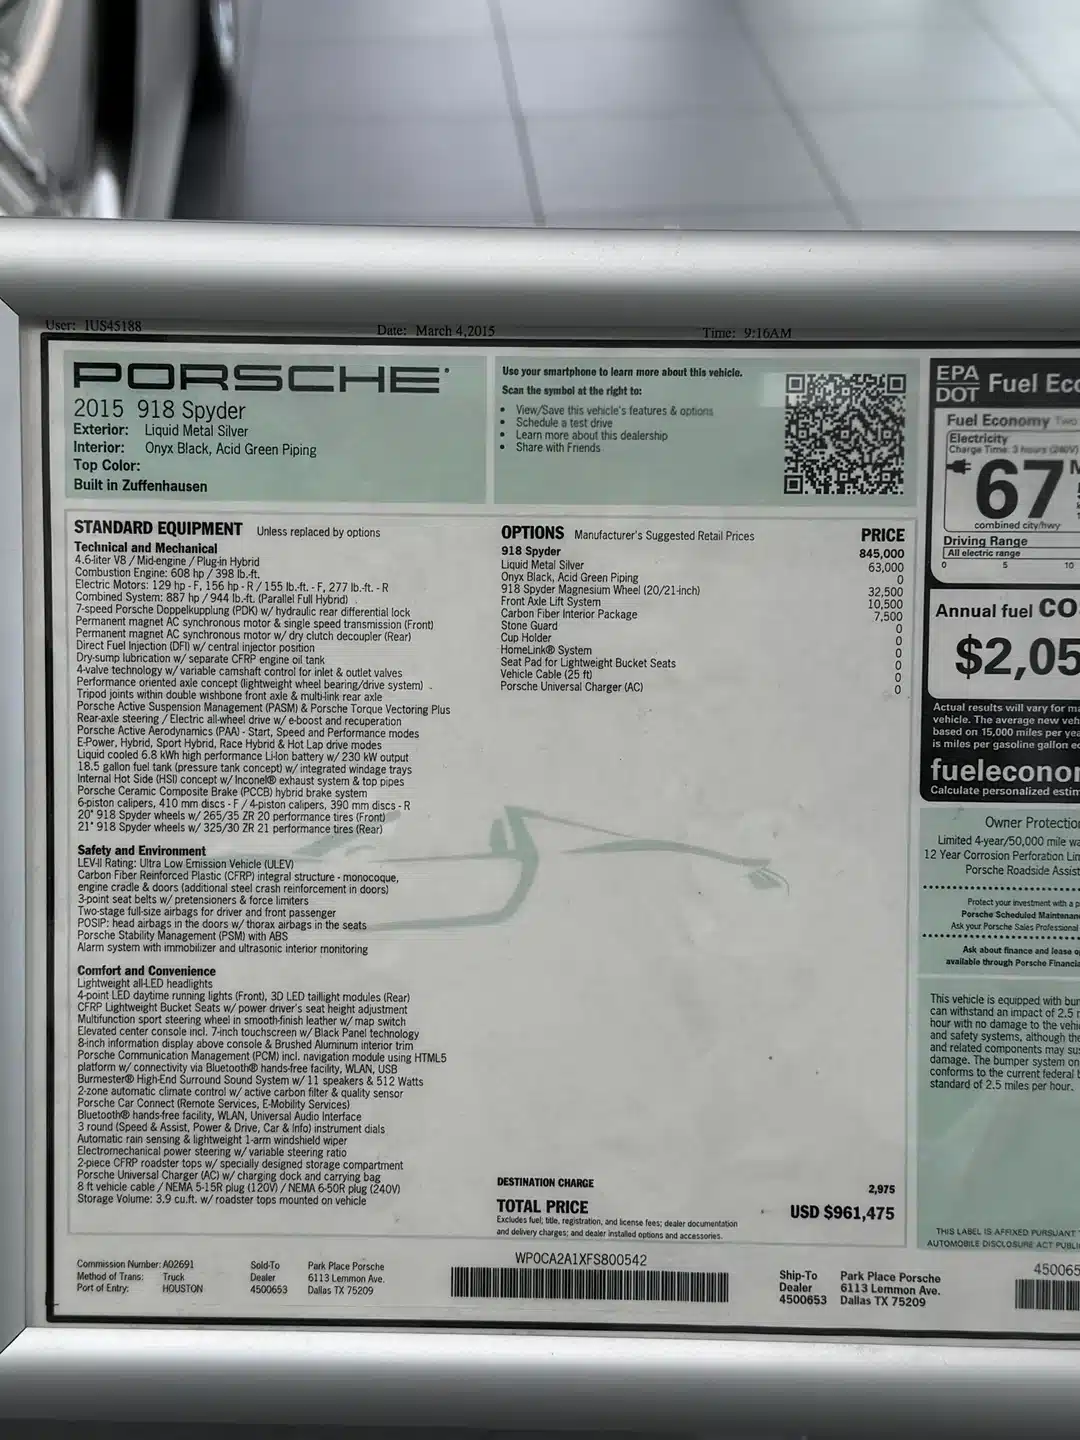 User: 1US45188 Date: March 4,2015 Time: 9:16AM
PORSCHE
2015 918 Spyder
Exterior: Liquid Metal Silver
Interior: Onyx Black, Acid Green Piping
Top Color:
Built in Zuffenhausen
Use your smartphone to learn more about this vehicle.
Scan the symbol at the right to:
• View/Save this vehicle's features & options
• Schedule a test drive
• Learn more about this dealership
• Share with Friends
STANDARD EQUIPMENT Unless replaced by options
Technical and Mechanical
4.6-liter V8 / Mid-engine / Plug-in Hybrid
Combustion Engine: 608 hp / 398 lb.-ft.
Electric Motors: 129 hp - F, 156 hp - R / 155 lb.-ft. - F, 277 lb.-ft. - R
Combined System: 887 hp / 944 lb.-ft. (Parallel Full Hybrid)
7-speed Porsche Doppelkupplung (PDK) w/ hydraulic rear differential lock
Permanent magnet AC synchronous motor & single speed transmission (Front)
Permanent magnet AC synchronous motor w/ dry clutch decoupler (Rear)
Direct Fuel Injection (DFI) w/ central injector position
Dry-sump lubrication w/ separate CFRP engine oil tank
4-valve technology w/ variable camshaft control for inlet & outlet valves
Performance oriented axle concept (lightweight wheel bearing/drive system)
Tripod joints within double wishbone front axle & multi-link rear axle
Porsche Active Suspension Management (PASM) & Porsche Torque Vectoring Plus
Rear-axle steering / Electric all-wheel drive w/ e-boost and recuperation
Porsche Active Aerodynamics (PAA) - Start, Speed and Performance modes
E-Power, Hybrid, Sport Hybrid, Race Hybrid & Hot Lap drive modes
Liquid cooled 6.8 kWh high performance Li-Ion battery w/ 230 kW output
18.5 gallon fuel tank (pressure tank concept) w/ integrated windage trays
Internal Hot Side (HSI) concept w/ Inconel® exhaust system & top pipes
Porsche Ceramic Composite Brake (PCCB) hybrid brake system
6-piston calipers, 410 mm discs - F / 4-piston calipers, 390 mm discs - R
20" 918 Spyder wheels w/ 265/35 ZR 20 performance tires (Front)
21" 918 Spyder wheels w/ 325/30 ZR 21 performance tires (Rear)
Safety and Environment
LEV-II Rating: Ultra Low Emission Vehicle (ULEV)
Carbon Fiber Reinforced Plastic (CFRP) integral structure - monocoque,
engine cradle & doors (additional steel crash reinforcement in doors)
3-point seat belts w/ pretensioners & force limiters
Two-stage full-size airbags for driver and front passenger
POSIP: head airbags in the doors w/ thorax airbags in the seats
Porsche Stability Management (PSM) with ABS
Alarm system with immobilizer and ultrasonic interior monitoring
Comfort and Convenience
Lightweight all-LED headlights
4-point LED daytime running lights (Front), 3D LED taillight modules (Rear)
CFRP Lightweight Bucket Seats w/ power driver's seat height adjustment
Multifunction sport steering wheel in smooth-finish leather w/ map switch
Elevated center console incl. 7-inch touchscreen w/ Black Panel technology
8-inch information display above console & Brushed Aluminum interior trim
Porsche Communication Management (PCM) incl. navigation module using HTML5
platform w/ connectivity via Bluetooth® hands-free facility, WLAN, USB
Burmester® High-End Surround Sound System w/ 11 speakers & 512 Watts
2-zone automatic climate control w/ active carbon filter & quality sensor
Porsche Car Connect (Remote Services, E-Mobility Services)
Bluetooth® hands-free facility, WLAN, Universal Audio Interface
3 round (Speed & Assist, Power & Drive, Car & Info) instrument dials
Automatic rain sensing & lightweight 1-arm windshield wiper
Electromechanical power steering w/ variable steering ratio
2-piece CFRP roadster tops w/ specially designed storage compartment
Porsche Universal Charger (AC) w/ charging dock and carrying bag
8 ft vehicle cable / NEMA 5-15R plug (120V) / NEMA 6-50R plug (240V)
Storage Volume: 3.9 cu.ft. w/ roadster tops mounted on vehicle
OPTIONS Manufacturer's Suggested Retail Prices PRICE
918 Spyder 845,000
Liquid Metal Silver 63,000
Onyx Black, Acid Green Piping 0
918 Spyder Magnesium Wheel (20/21-inch) 32,500
Front Axle Lift System 10,500
Carbon Fiber Interior Package 7,500
Stone Guard 0
Cup Holder 0
HomeLink® System 0
Seat Pad for Lightweight Bucket Seats 0
Vehicle Cable (25 ft) 0
Porsche Universal Charger (AC) 0
DESTINATION CHARGE 2,975
TOTAL PRICE USD $961,475
Excludes fuel; title, registration, and license fees; dealer documentation
and delivery charges; and dealer installed options and accessories.
Commission Number: A02691
Method of Trans: Truck
Port of Entry: HOUSTON
Sold-To Park Place Porsche
Dealer 6113 Lemmon Ave.
4500653 Dallas TX 75209
WP0CA2A1XFS800542
Ship-To Park Place Porsche
Dealer 6113 Lemmon Ave.
4500653 Dallas TX 75209
EPA
DOT Fuel Eco
Fuel Economy Two
Electricity
Charge Time: 3 hours (240V)
67 M
combined city/hwy
Driving Range
All electric range
0 5 10
Annual fuel CO
$2,05
Actual results will vary for ma
vehicle. The average new veh
based on 15,000 miles per yea
is miles per gasoline gallon eq
fueleconor
Calculate personalized estim
Owner Protection
Limited 4-year/50,000 mile wa
12 Year Corrosion Perforation Lim
Porsche Roadside Assist
Protect your investment with a p
Porsche Scheduled Maintenan
Ask your Porsche Sales Professional
Ask about finance and lease o
available through Porsche Financia
This vehicle is equipped with bum
can withstand an impact of 2.5 m
hour with no damage to the vehic
and safety systems, although the
and related components may sus
damage. The bumper system on
conforms to the current federal b
standard of 2.5 miles per hour.
THIS LABEL IS AFFIXED PURSUANT
AUTOMOBILE DISCLOSURE ACT PUBLI
450065